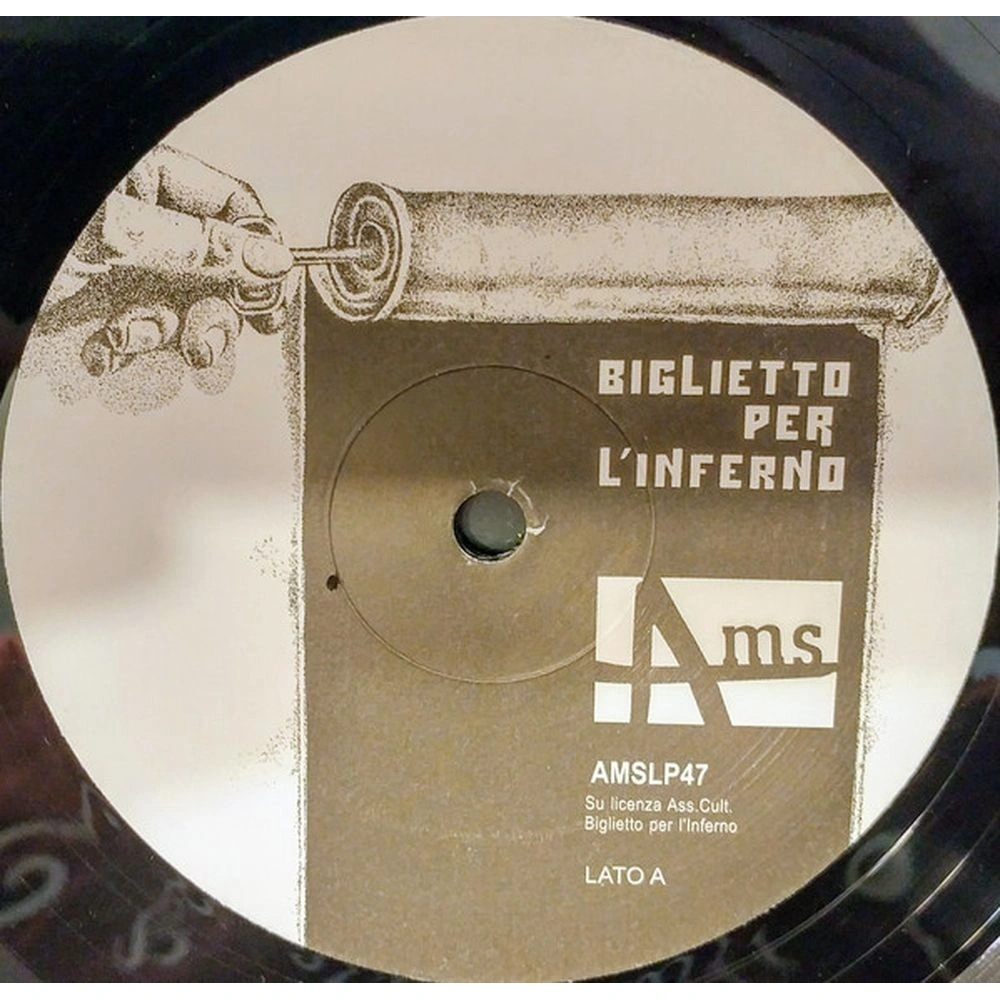 BIGLIETTO
PER
L'INFERNO
Ams
AMSLP47
Su licenza Ass.Cult.
Biglietto per l'Inferno
LATO A